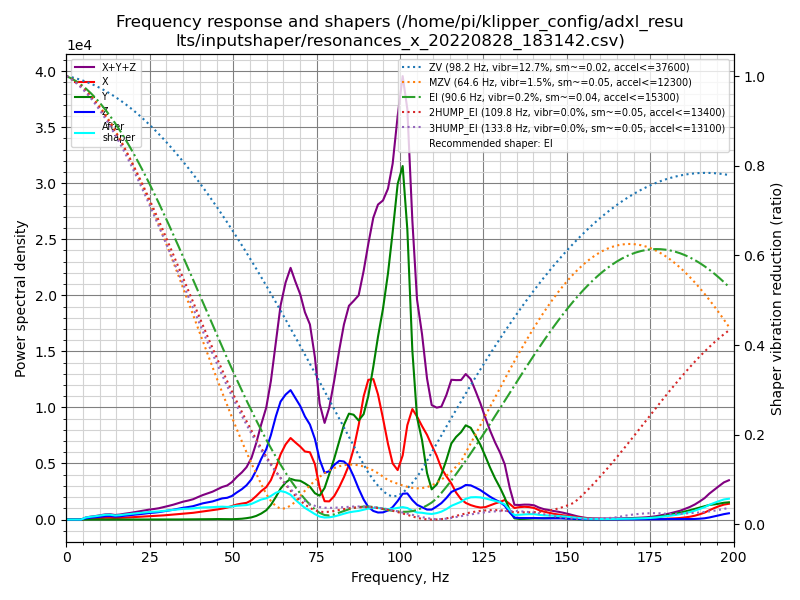 Frequency response and shapers (/home/pi/klipper_config/adxl_resu
lts/inputshaper/resonances_x_20220828_183142.csv)
1e4
X+Y+Z
X
Y
Z
After
shaper
ZV (98.2 Hz, vibr=12.7%, sm~=0.02, accel<=37600)
MZV (64.6 Hz, vibr=1.5%, sm~=0.05, accel<=12300)
EI (90.6 Hz, vibr=0.2%, sm~=0.04, accel<=15300)
2HUMP_EI (109.8 Hz, vibr=0.0%, sm~=0.05, accel<=13400)
3HUMP_EI (133.8 Hz, vibr=0.0%, sm~=0.05, accel<=13100)
Recommended shaper: EI
Power spectral density
4.0
3.5
3.0
2.5
2.0
1.5
1.0
0.5
0.0
1.0
0.8
0.6
0.4
0.2
0.0
Shaper vibration reduction (ratio)
0 25 50 75 100 125 150 175 200
Frequency, Hz